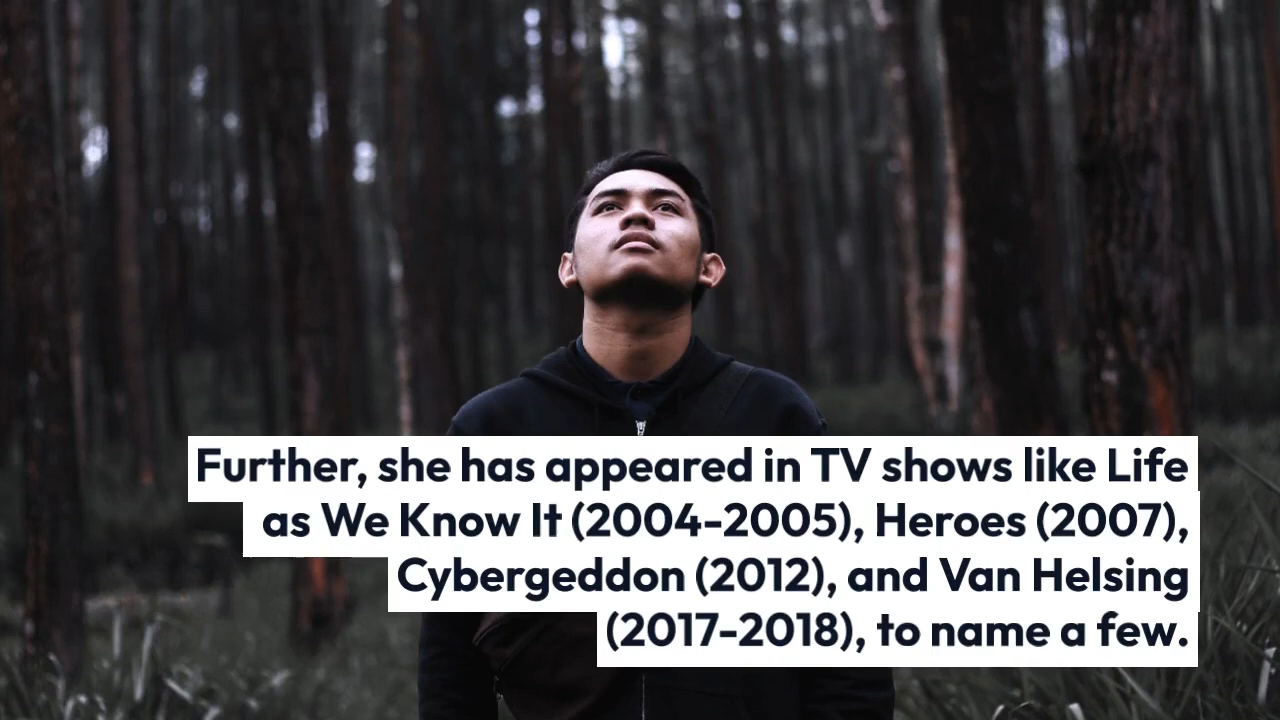 Further, she has appeared in TV shows like Life
as We Know It (2004-2005), Heroes (2007),
Cybergeddon (2012), and Van Helsing
(2017-2018), to name a few.